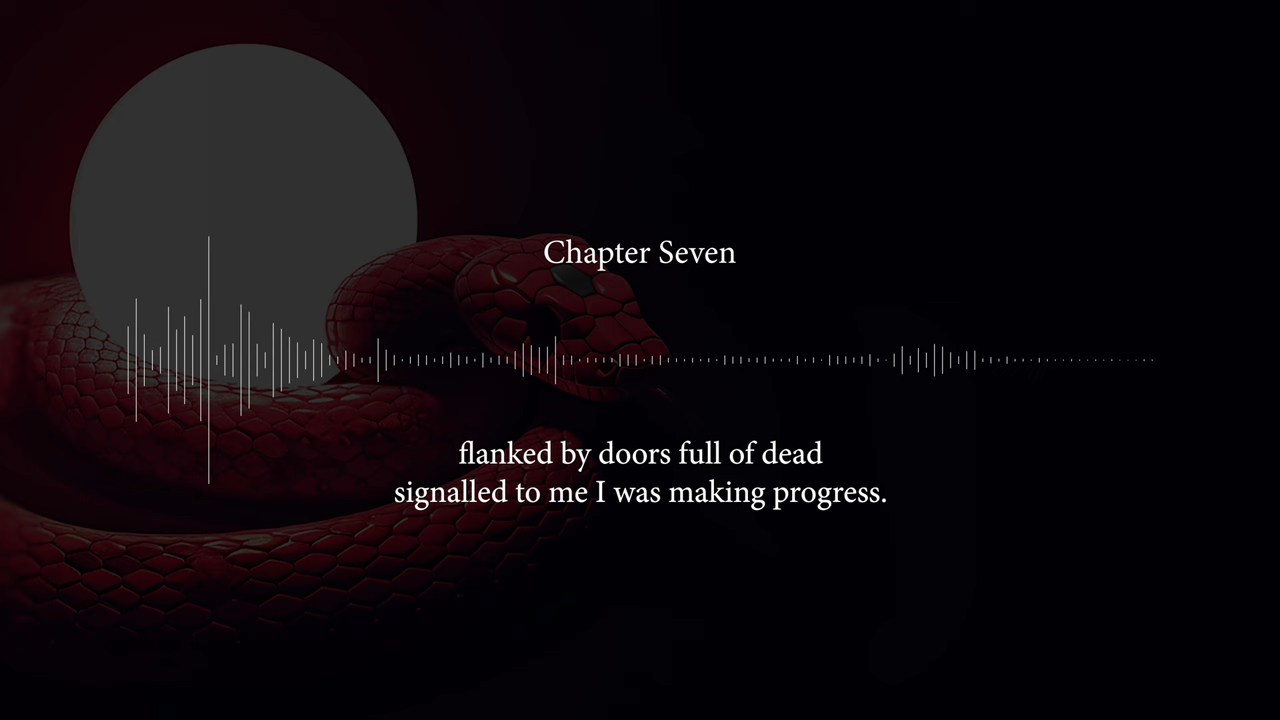 Chapter Seven
flanked by doors full of dead
signalled to me I was making progress.